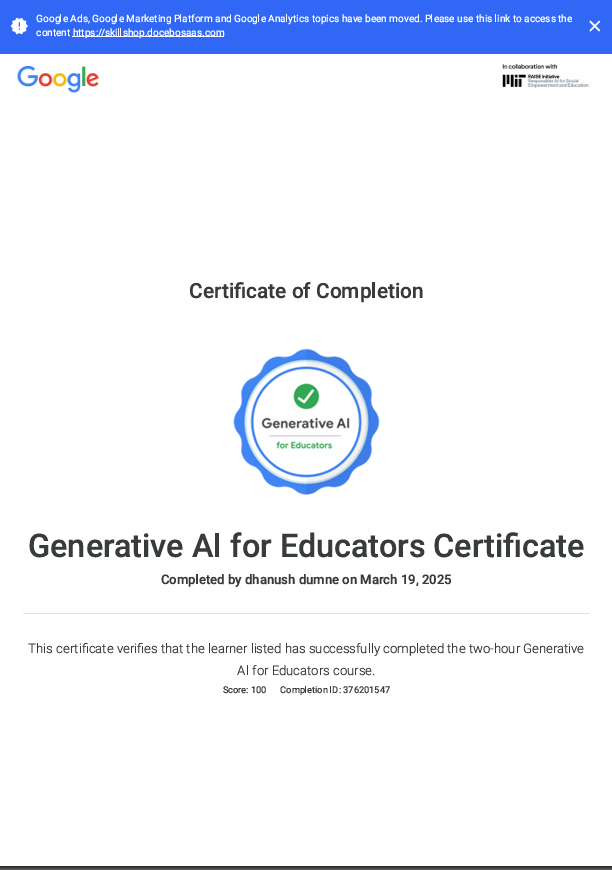 Google Ads, Google Marketing Platform and Google Analytics topics have been moved. Please use this link to access the
content https://skillshop.docebosaas.com
Google
In collaboration with
MIT RAISE Initiative
Responsible AI for Social
Empowerment and Education
Certificate of Completion
Generative AI
for Educators
Generative Al for Educators Certificate
Completed by dhanush dumne on March 19, 2025
This certificate verifies that the learner listed has successfully completed the two-hour Generative
Al for Educators course.
Score: 100 Completion ID: 376201547